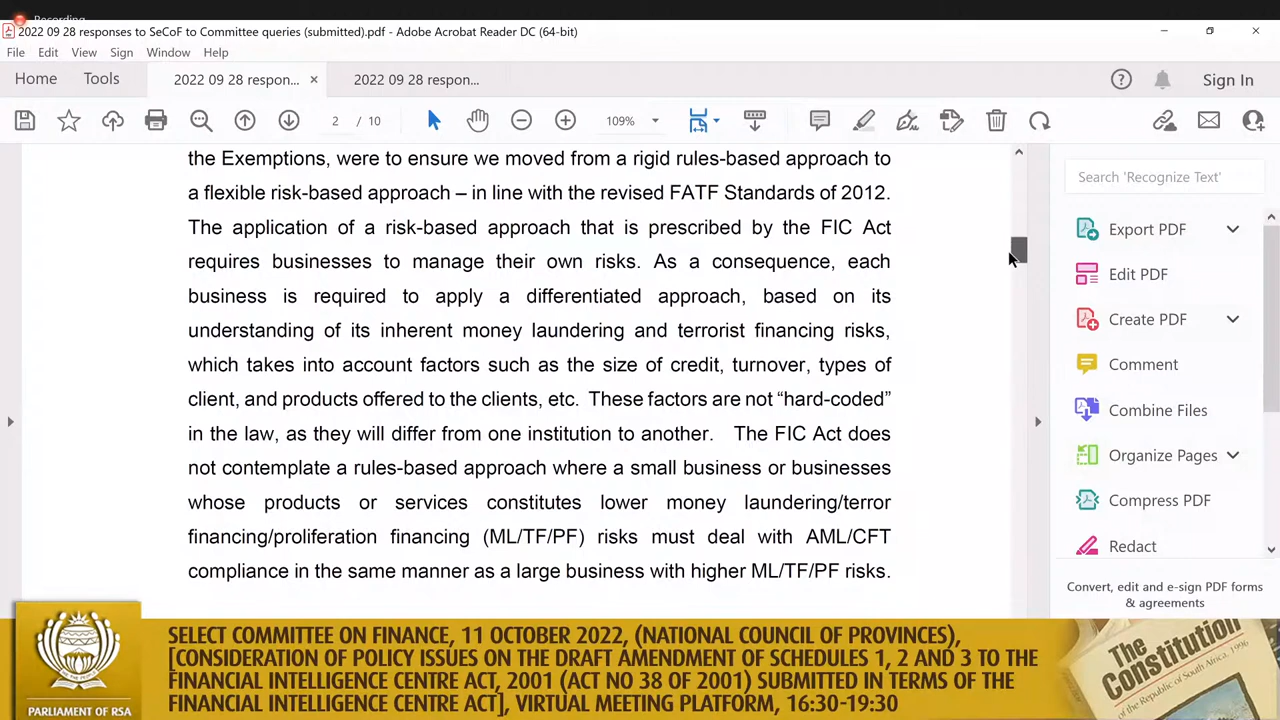 Recording
2022 09 28 responses to SeCoF to Committee queries (submitted).pdf - Adobe Acrobat Reader DC (64-bit)
File Edit View Sign Window Help
Home Tools 2022 09 28 respon... × 2022 09 28 respon... Sign In
2 / 10 109%
the Exemptions, were to ensure we moved from a rigid rules-based approach to
a flexible risk-based approach – in line with the revised FATF Standards of 2012.
The application of a risk-based approach that is prescribed by the FIC Act
requires businesses to manage their own risks. As a consequence, each
business is required to apply a differentiated approach, based on its
understanding of its inherent money laundering and terrorist financing risks,
which takes into account factors such as the size of credit, turnover, types of
client, and products offered to the clients, etc. These factors are not “hard-coded”
in the law, as they will differ from one institution to another. The FIC Act does
not contemplate a rules-based approach where a small business or businesses
whose products or services constitutes lower money laundering/terror
financing/proliferation financing (ML/TF/PF) risks must deal with AML/CFT
compliance in the same manner as a large business with higher ML/TF/PF risks.
Search 'Recognize Text'
Export PDF
Edit PDF
Create PDF
Comment
Combine Files
Organize Pages
Compress PDF
Redact
Convert, edit and e-sign PDF forms
& agreements
PARLIAMENT OF RSA
SELECT COMMITTEE ON FINANCE, 11 OCTOBER 2022, (NATIONAL COUNCIL OF PROVINCES),
[CONSIDERATION OF POLICY ISSUES ON THE DRAFT AMENDMENT OF SCHEDULES 1, 2 AND 3 TO THE
FINANCIAL INTELLIGENCE CENTRE ACT, 2001 (ACT NO 38 OF 2001) SUBMITTED IN TERMS OF THE
FINANCIAL INTELLIGENCE CENTRE ACT], VIRTUAL MEETING PLATFORM, 16:30-19:30
The
Constitution
of the Republic of South Africa, 1996